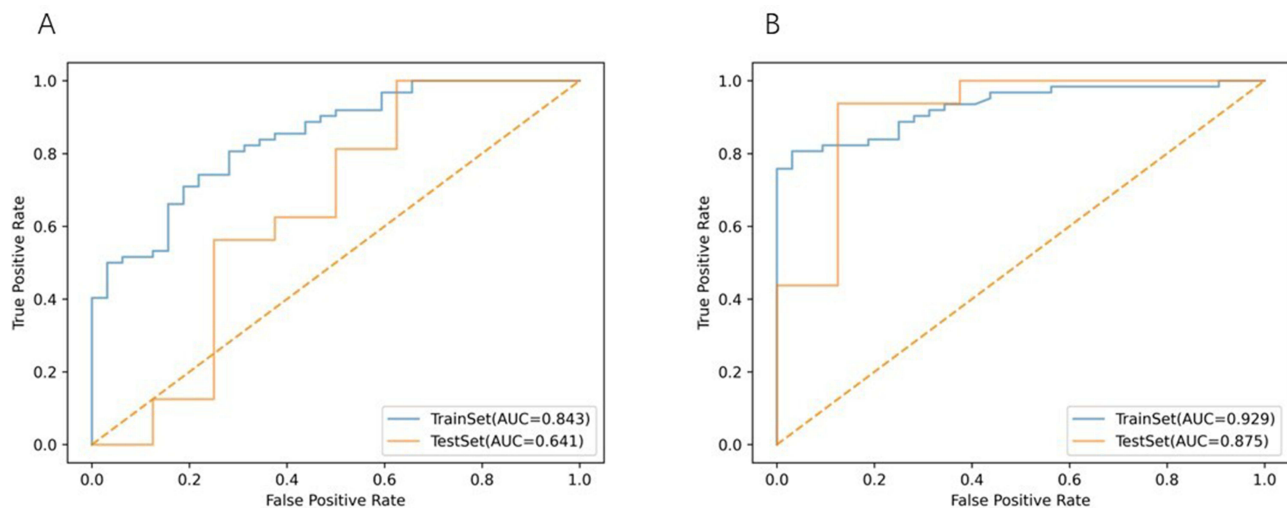 A
1.0
0.8
0.6
0.4
0.2
0.0
True Positive Rate
0.0 0.2 0.4 0.6 0.8 1.0
False Positive Rate
TrainSet(AUC=0.843)
TestSet(AUC=0.641)
B
1.0
0.8
0.6
0.4
0.2
0.0
True Positive Rate
0.0 0.2 0.4 0.6 0.8 1.0
False Positive Rate
TrainSet(AUC=0.929)
TestSet(AUC=0.875)